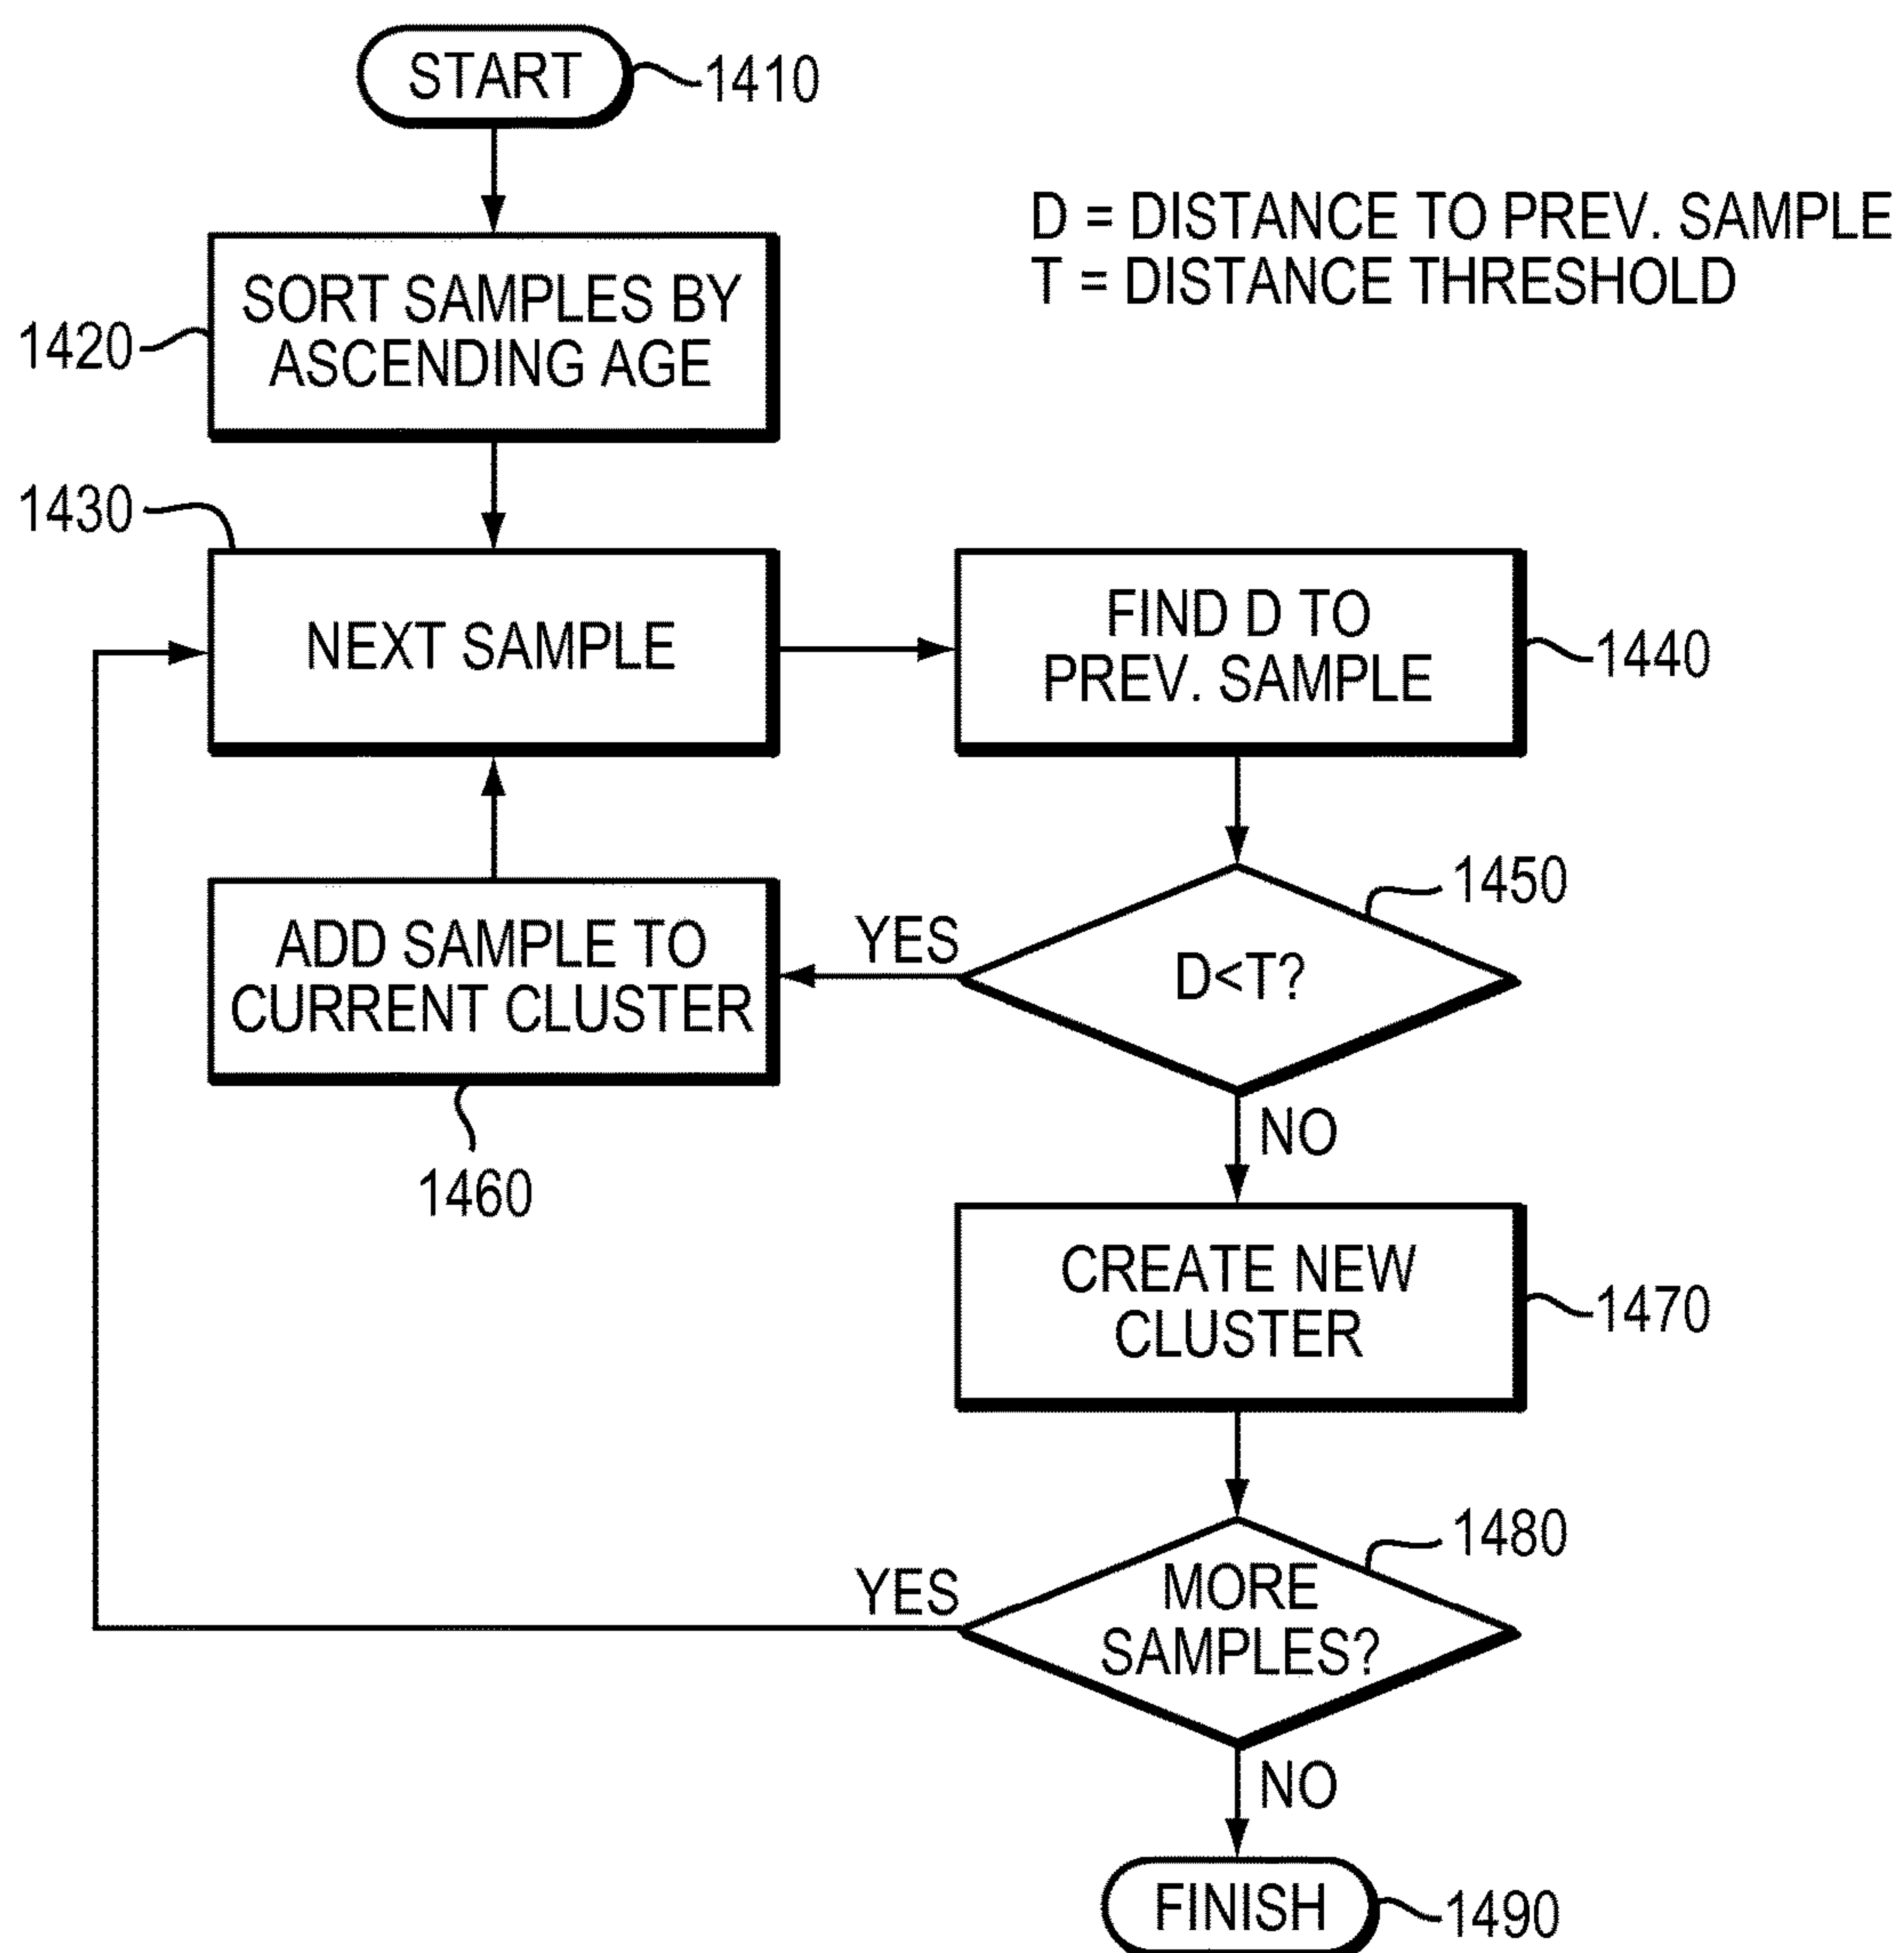 START
1410
D = DISTANCE TO PREV. SAMPLE
T = DISTANCE THRESHOLD
SORT SAMPLES BY
ASCENDING AGE
1420
1430
NEXT SAMPLE
FIND D TO
PREV. SAMPLE
1440
1450
D<T?
YES
ADD SAMPLE TO
CURRENT CLUSTER
1460
NO
CREATE NEW
CLUSTER
1470
1480
MORE
SAMPLES?
YES
NO
FINISH
1490